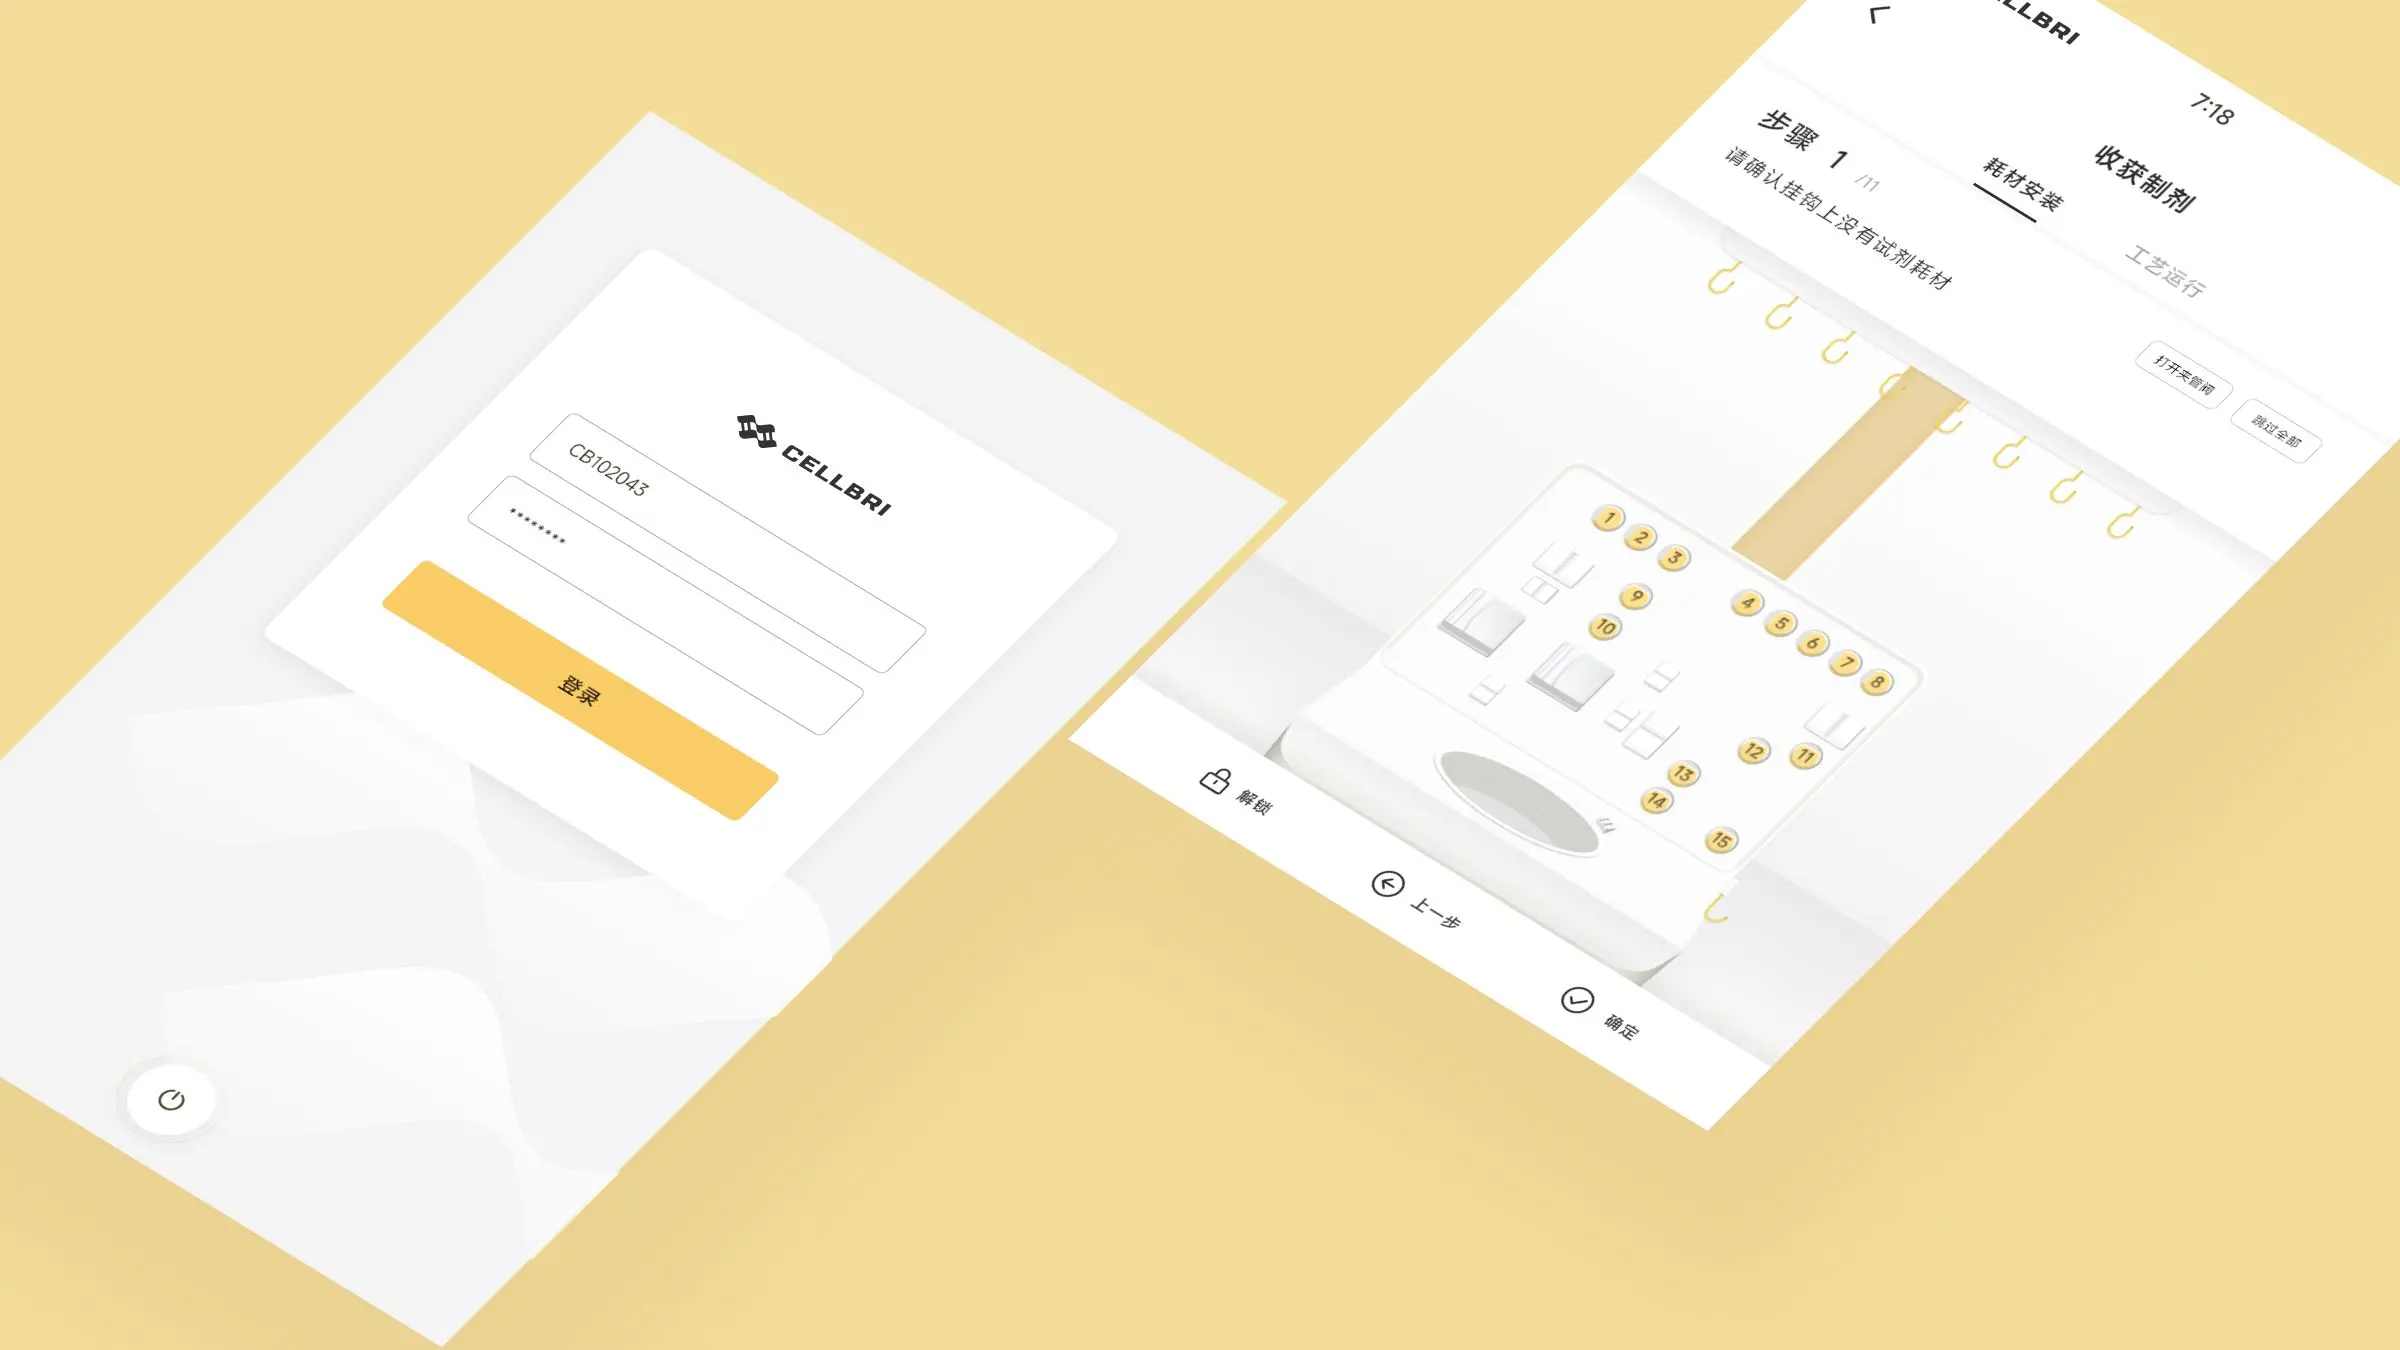 CELLBRI
CB102043
********
登录
CELLBRI
7:18
收获制剂
耗材安装
工艺运行
步骤 1 /11
请确认挂钩上没有试剂耗材
打开夹管阀
跳过全部
1
2
3
4
5
6
7
8
9
10
11
12
13
14
15
解锁
上一步
确定